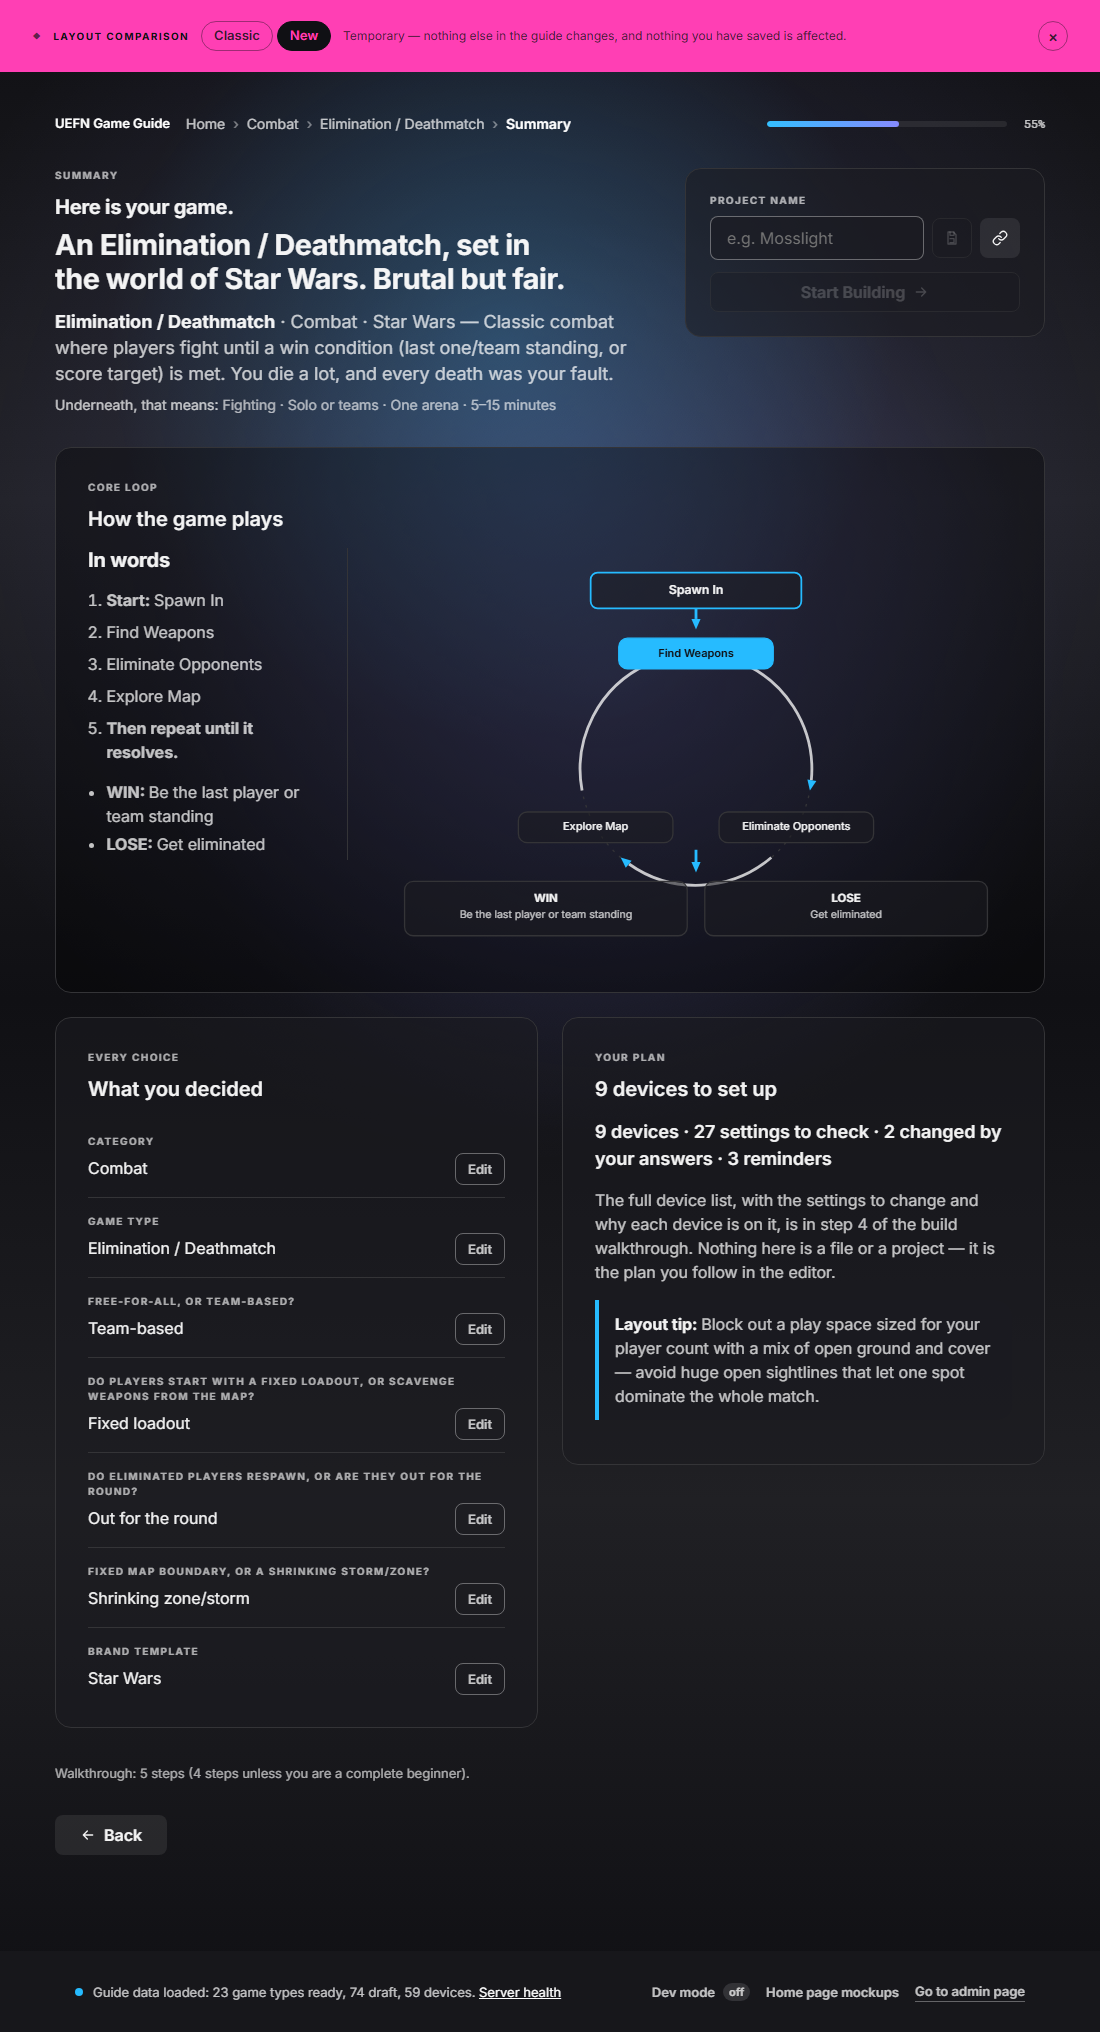 LAYOUT COMPARISON Classic New Temporary — nothing else in the guide changes, and nothing you have saved is affected. ×
UEFN Game Guide Home › Combat › Elimination / Deathmatch › Summary 55%
SUMMARY
Here is your game.
An Elimination / Deathmatch, set in
the world of Star Wars. Brutal but fair.
Elimination / Deathmatch · Combat · Star Wars — Classic combat
where players fight until a win condition (last one/team standing, or
score target) is met. You die a lot, and every death was your fault.
Underneath, that means: Fighting · Solo or teams · One arena · 5–15 minutes
PROJECT NAME
e.g. Mosslight
Start Building →
CORE LOOP
How the game plays
In words
1. Start: Spawn In
2. Find Weapons
3. Eliminate Opponents
4. Explore Map
5. Then repeat until it
resolves.
• WIN: Be the last player or
team standing
• LOSE: Get eliminated
Spawn In
Find Weapons
Explore Map
Eliminate Opponents
WIN
Be the last player or team standing
LOSE
Get eliminated
EVERY CHOICE
What you decided
CATEGORY
Combat Edit
GAME TYPE
Elimination / Deathmatch Edit
FREE-FOR-ALL, OR TEAM-BASED?
Team-based Edit
DO PLAYERS START WITH A FIXED LOADOUT, OR SCAVENGE
WEAPONS FROM THE MAP?
Fixed loadout Edit
DO ELIMINATED PLAYERS RESPAWN, OR ARE THEY OUT FOR THE
ROUND?
Out for the round Edit
FIXED MAP BOUNDARY, OR A SHRINKING STORM/ZONE?
Shrinking zone/storm Edit
BRAND TEMPLATE
Star Wars Edit
YOUR PLAN
9 devices to set up
9 devices · 27 settings to check · 2 changed by
your answers · 3 reminders
The full device list, with the settings to change and
why each device is on it, is in step 4 of the build
walkthrough. Nothing here is a file or a project — it is
the plan you follow in the editor.
Layout tip: Block out a play space sized for your
player count with a mix of open ground and cover
— avoid huge open sightlines that let one spot
dominate the whole match.
Walkthrough: 5 steps (4 steps unless you are a complete beginner).
← Back
Guide data loaded: 23 game types ready, 74 draft, 59 devices. Server health
Dev mode off Home page mockups Go to admin page